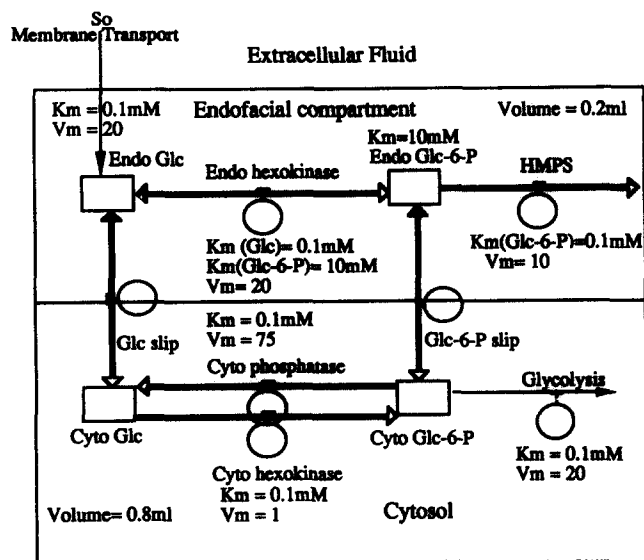 So
Membrane Transport
Extracellular Fluid
Km = 0.1mM
Vm = 20
Endofacial compartment
Volume = 0.2ml
Km=10mM
Endo Glc
Endo hexokinase
Endo Glc-6-P
HMPS
Km (Glc)= 0.1mM
Km(Glc-6-P)= 10mM
Vm= 20
Km(Glc-6-P)=0.1mM
Vm= 10
Km = 0.1mM
Vm = 75
Glc slip
Glc-6-P slip
Cyto phosphatase
Glycolysis
Cyto Glc
Cyto Glc-6-P
Cyto hexokinase
Km = 0.1mM
Vm = 1
Km = 0.1mM
Vm = 20
Volume= 0.8ml
Cytosol